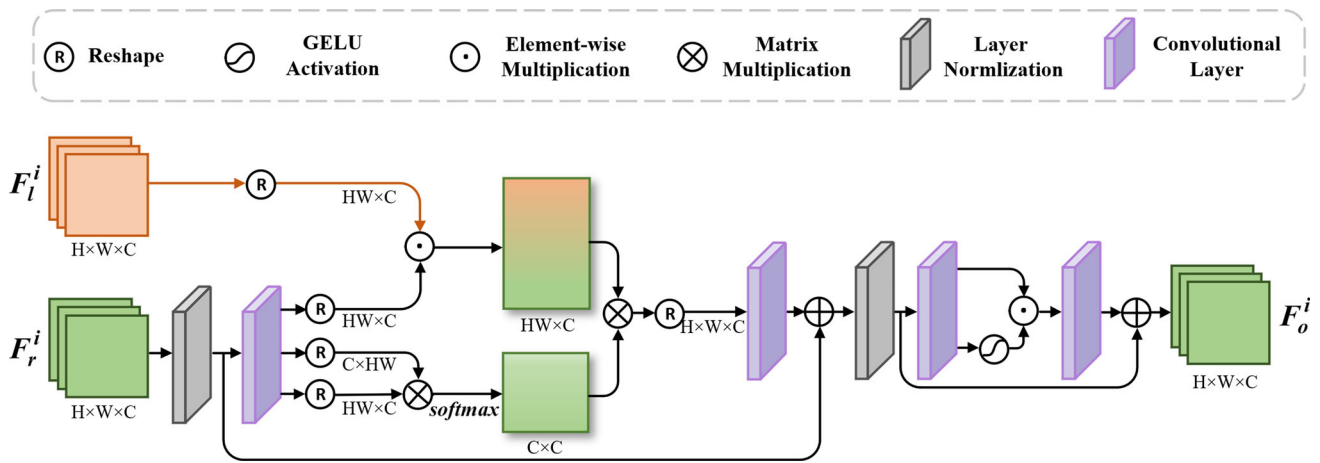 R Reshape
GELU
Activation
Element-wise
Multiplication
Matrix
Multiplication
Layer
Normlization
Convolutional
Layer
F_l^i
H×W×C
R
HW×C
F_r^i
H×W×C
R
HW×C
R
C×HW
R
HW×C
softmax
HW×C
C×C
R
H×W×C
F_o^i
H×W×C